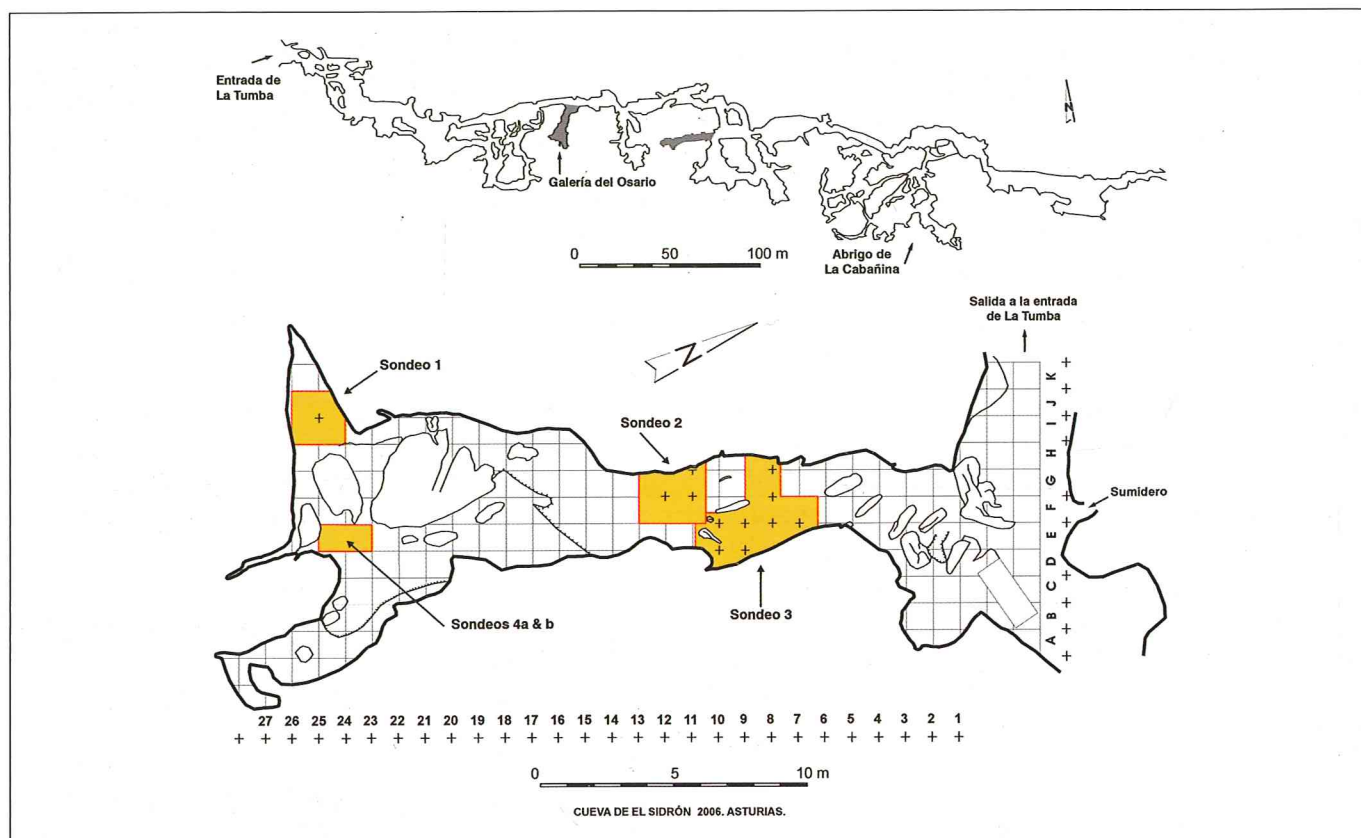 Entrada de
La Tumba
N
Galería del Osario
0 50 100 m
Abrigo de
La Cabañina
Salida a la entrada
de La Tumba
Sondeo 1
N
Sondeo 2
K
J
I
H
G
F
E
D
C
B
A
Sumidero
Sondeos 4a & b
Sondeo 3
27 26 25 24 23 22 21 20 19 18 17 16 15 14 13 12 11 10 9 8 7 6 5 4 3 2 1
0 5 10 m
CUEVA DE EL SIDRÓN 2006. ASTURIAS.